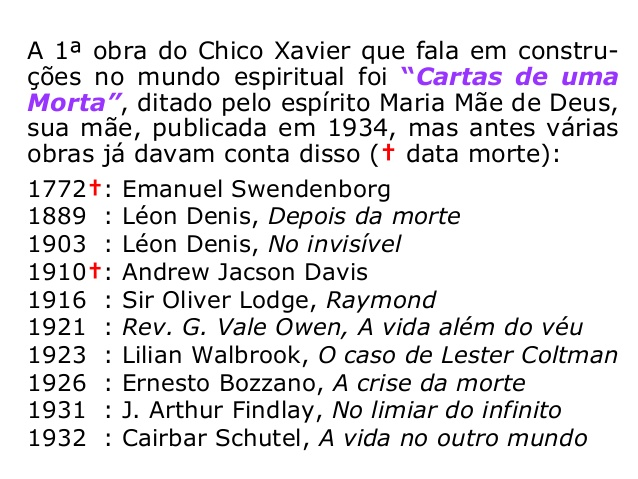 A 1ª obra do Chico Xavier que fala em constru-
ções no mundo espiritual foi “Cartas de uma
Morta”, ditado pelo espírito Maria Mãe de Deus,
sua mãe, publicada em 1934, mas antes várias
obras já davam conta disso (✝ data morte):
1772✝: Emanuel Swendenborg
1889 : Léon Denis, Depois da morte
1903 : Léon Denis, No invisível
1910✝: Andrew Jacson Davis
1916 : Sir Oliver Lodge, Raymond
1921 : Rev. G. Vale Owen, A vida além do véu
1923 : Lilian Walbrook, O caso de Lester Coltman
1926 : Ernesto Bozzano, A crise da morte
1931 : J. Arthur Findlay, No limiar do infinito
1932 : Cairbar Schutel, A vida no outro mundo